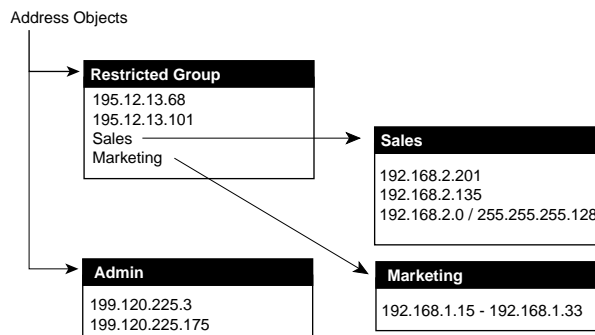 Address Objects
Restricted Group
195.12.13.68
195.12.13.101
Sales
Marketing
Sales
192.168.2.201
192.168.2.135
192.168.2.0 / 255.255.255.128
Admin
199.120.225.3
199.120.225.175
Marketing
192.168.1.15 - 192.168.1.33